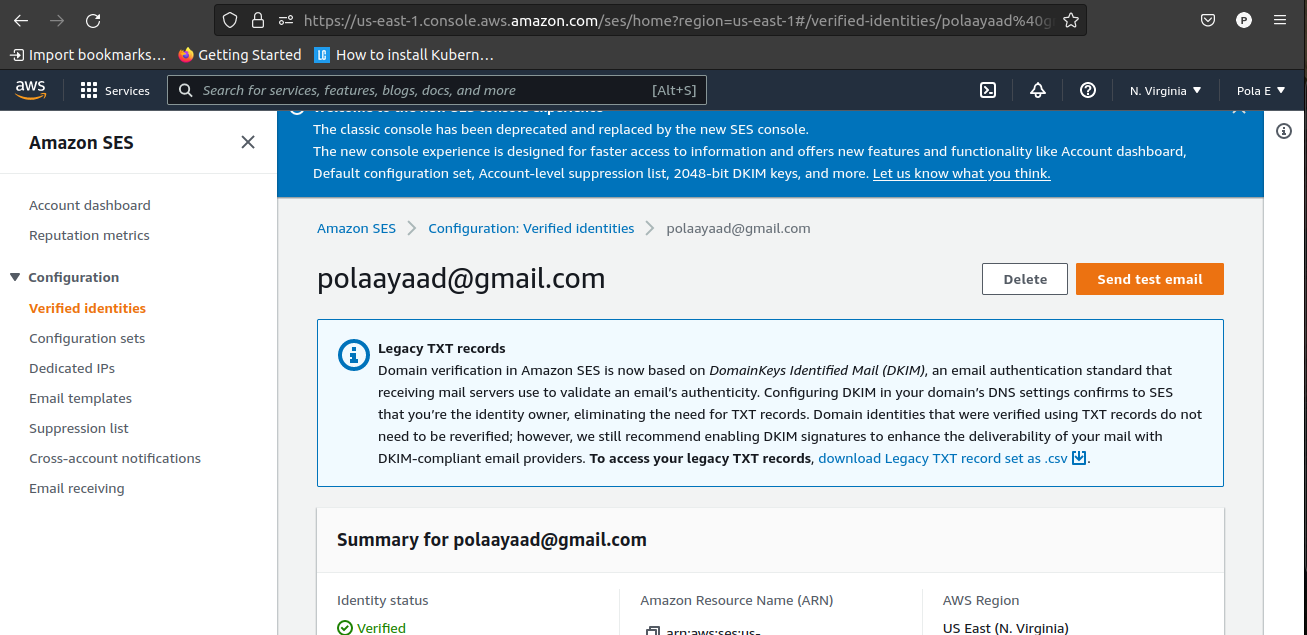 https://us-east-1.console.aws.amazon.com/ses/home?region=us-east-1#/verified-identities/polaayaad%40g
P
Import bookmarks…
Getting Started
How to install Kubern…
aws
Services
Search for services, features, blogs, docs, and more
[Alt+S]
N. Virginia
Pola E
Amazon SES
Account dashboard
Reputation metrics
Configuration
Verified identities
Configuration sets
Dedicated IPs
Email templates
Suppression list
Cross-account notifications
Email receiving
The classic console has been deprecated and replaced by the new SES console.
The new console experience is designed for faster access to information and offers new features and functionality like Account dashboard,
Default configuration set, Account-level suppression list, 2048-bit DKIM keys, and more. Let us know what you think.
Amazon SES
Configuration: Verified identities
polaayaad@gmail.com
polaayaad@gmail.com
Delete
Send test email
Legacy TXT records
Domain verification in Amazon SES is now based on DomainKeys Identified Mail (DKIM), an email authentication standard that
receiving mail servers use to validate an email's authenticity. Configuring DKIM in your domain's DNS settings confirms to SES
that you're the identity owner, eliminating the need for TXT records. Domain identities that were verified using TXT records do not
need to be reverified; however, we still recommend enabling DKIM signatures to enhance the deliverability of your mail with
DKIM-compliant email providers. To access your legacy TXT records, download Legacy TXT record set as .csv.
Summary for polaayaad@gmail.com
Identity status
Verified
Amazon Resource Name (ARN)
arn:aws:ses:us-
AWS Region
US East (N. Virginia)